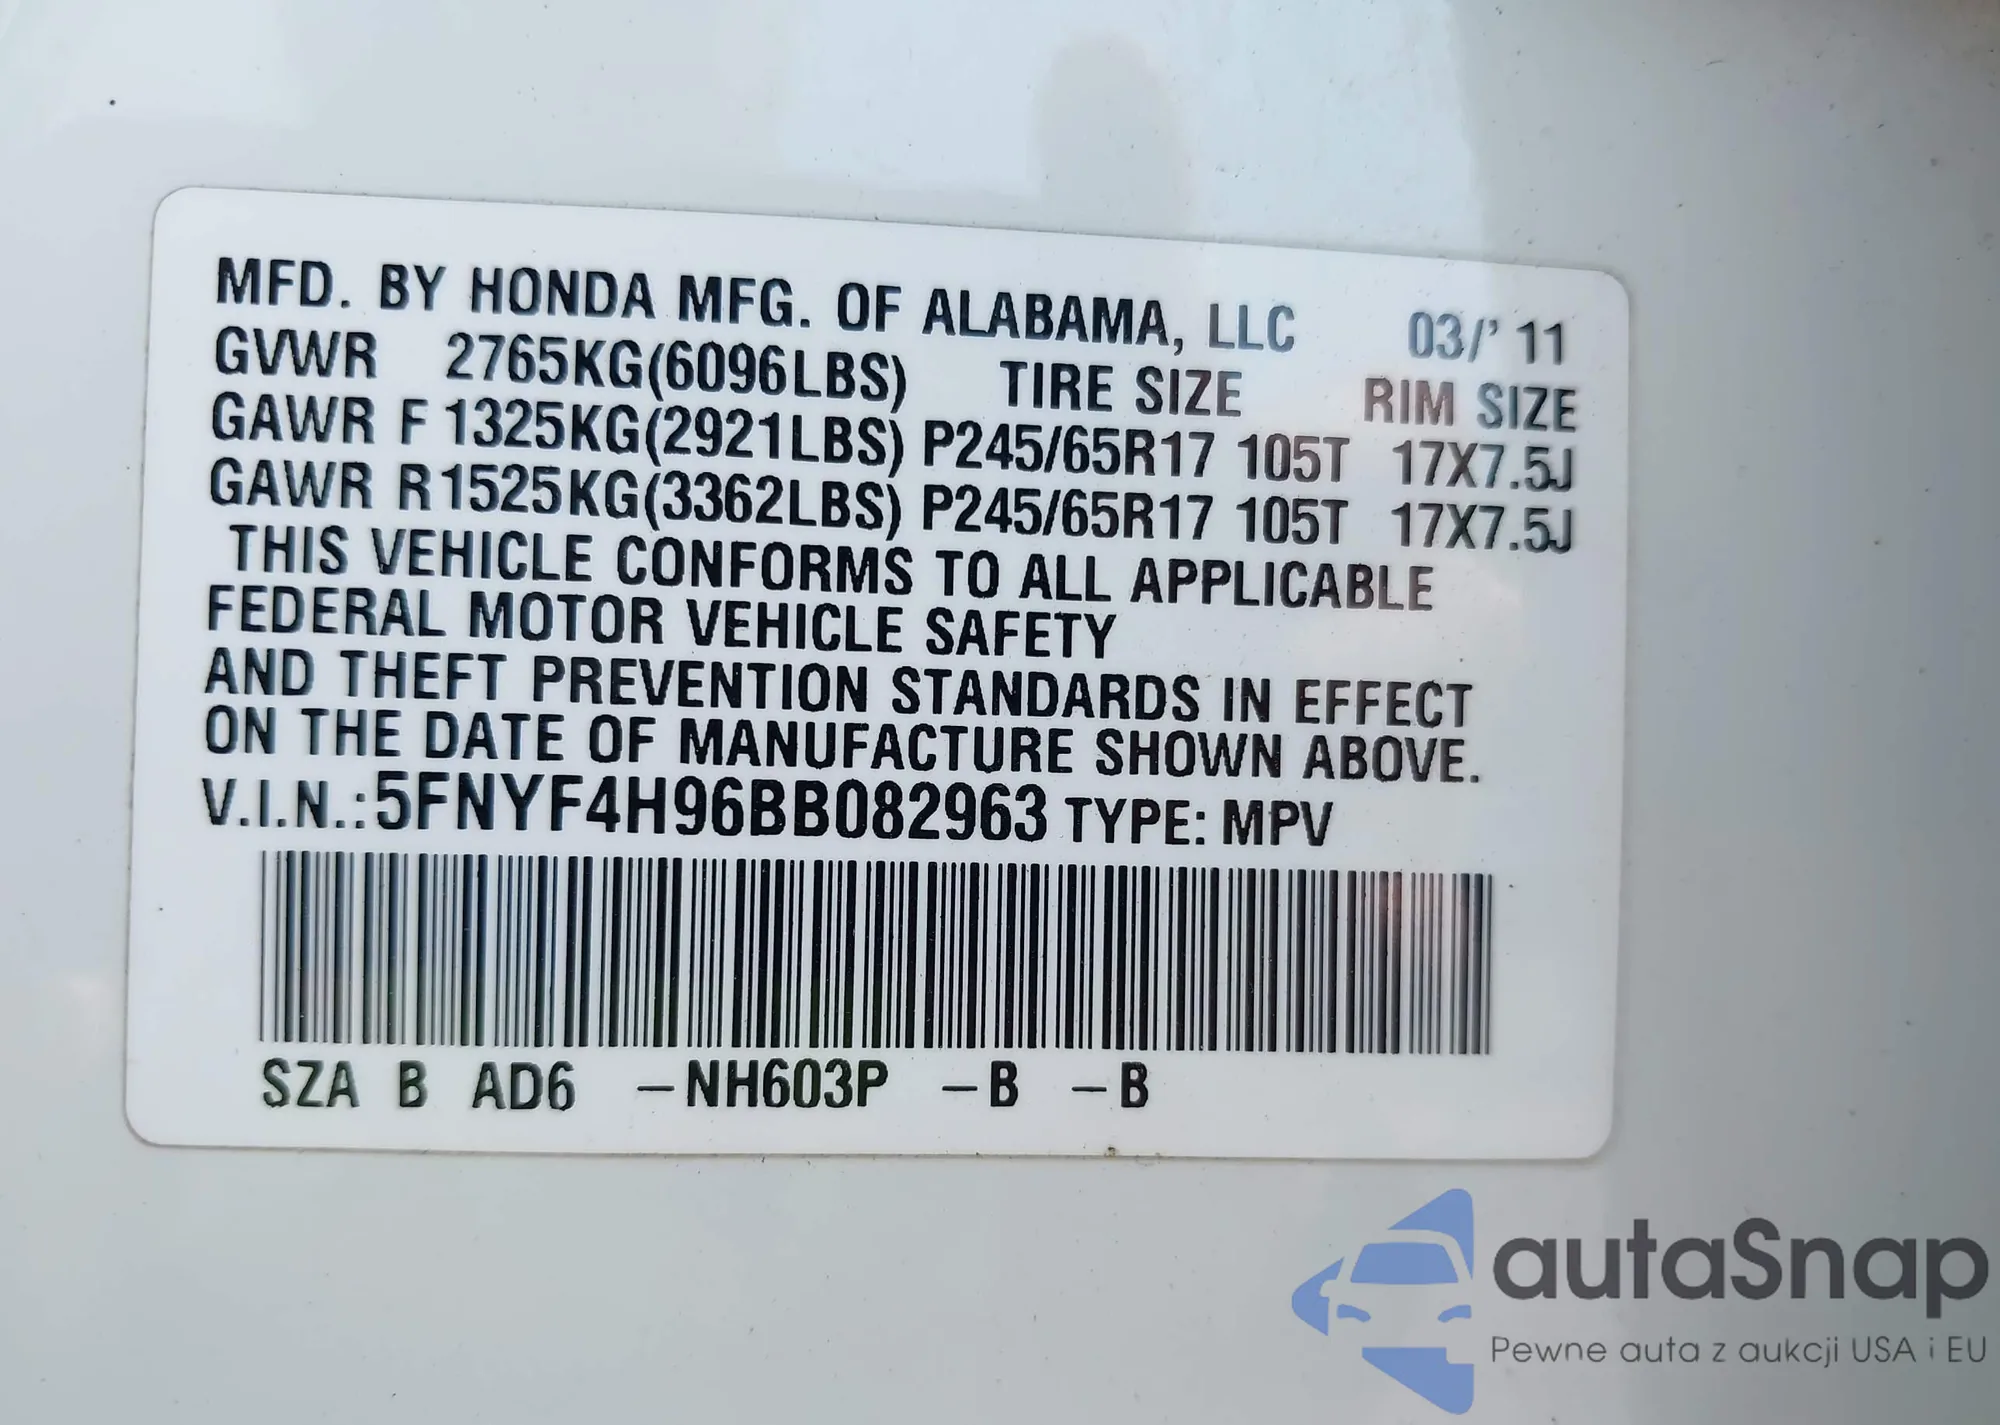 MFD. BY HONDA MFG. OF ALABAMA, LLC 03/' 11
GVWR 2765KG(6096LBS) TIRE SIZE RIM SIZE
GAWR F 1325KG(2921LBS) P245/65R17 105T 17X7.5J
GAWR R 1525KG(3362LBS) P245/65R17 105T 17X7.5J
THIS VEHICLE CONFORMS TO ALL APPLICABLE
FEDERAL MOTOR VEHICLE SAFETY
AND THEFT PREVENTION STANDARDS IN EFFECT
ON THE DATE OF MANUFACTURE SHOWN ABOVE.
V.I.N.:5FNYF4H96BB082963 TYPE: MPV
SZA B AD6 –NH603P –B –B
autaSnap
Pewne auta z aukcji USA i EU